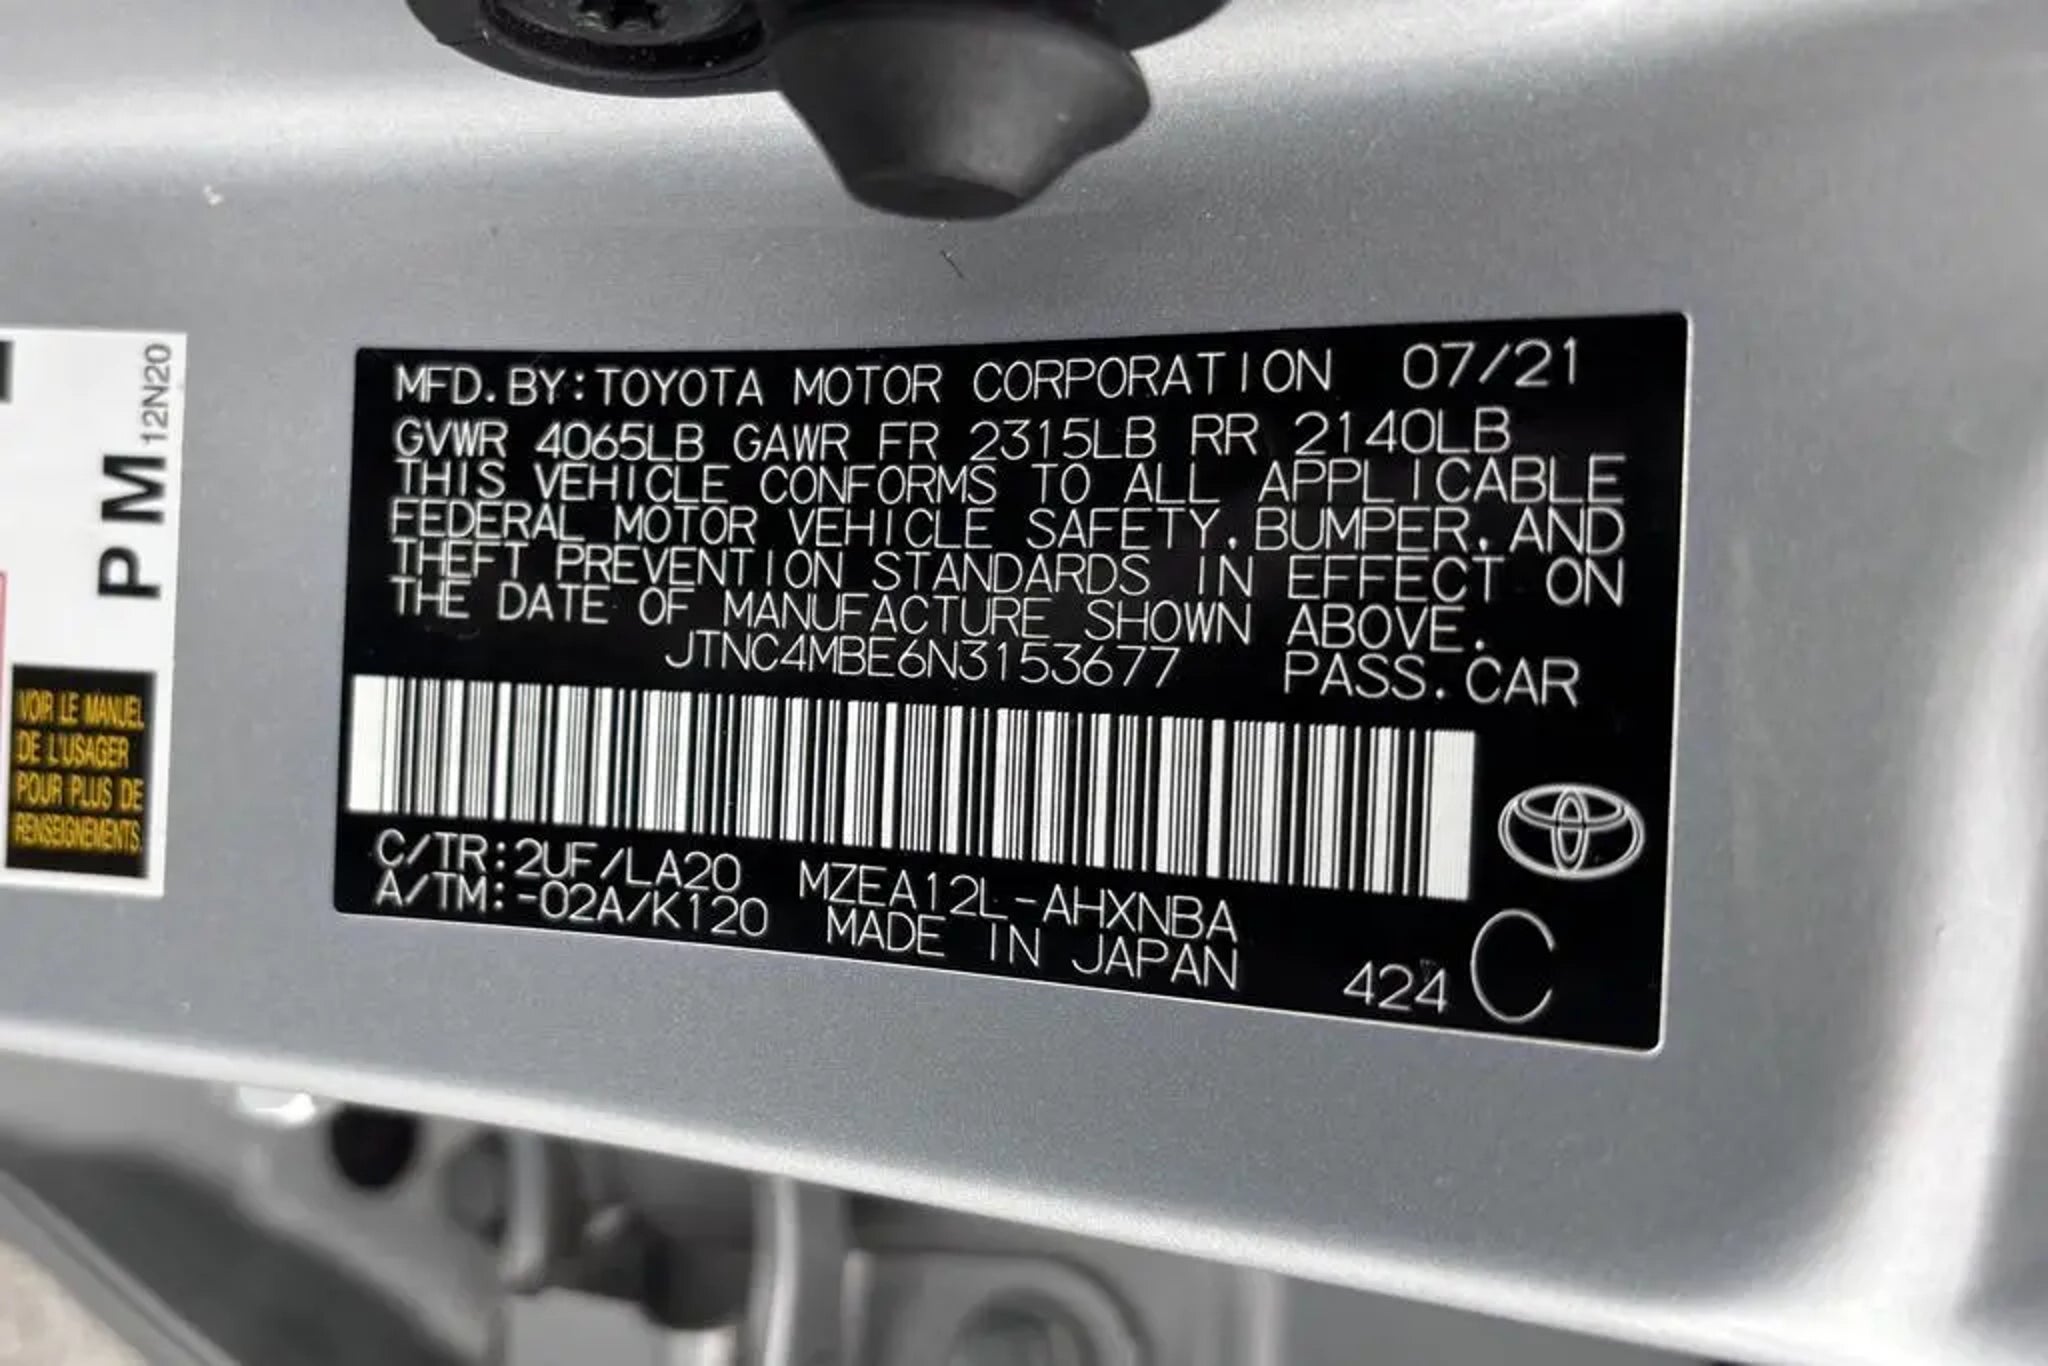 MFD.BY:TOYOTA MOTOR CORPORATION 07/21
GVWR 4065LB GAWR FR 2315LB RR 2140LB
THIS VEHICLE CONFORMS TO ALL APPLICABLE
FEDERAL MOTOR VEHICLE SAFETY,BUMPER,AND
THEFT PREVENTION STANDARDS IN EFFECT ON
THE DATE OF MANUFACTURE SHOWN ABOVE.
JTNC4MBE6N3153677 PASS.CAR
C/TR:2UF/LA20 MZEA12L-AHXNBA
A/TM:-02A/K120 MADE IN JAPAN
424 C
PM 12N20
VOIR LE MANUEL
DE L'USAGER
POUR PLUS DE
RENSEIGNEMENTS.